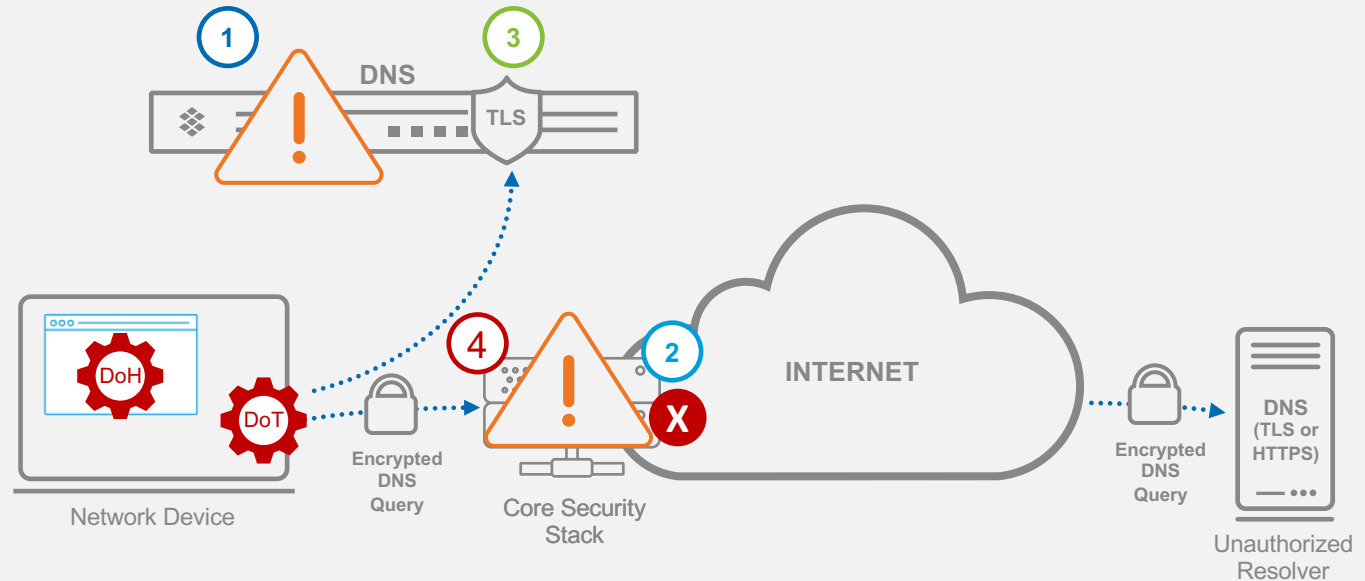 1
3
DNS
TLS
DoH
DoT
Network Device
Encrypted
DNS
Query
4
2
X
Core Security
Stack
INTERNET
Encrypted
DNS
Query
DNS
(TLS or
HTTPS)
Unauthorized
Resolver